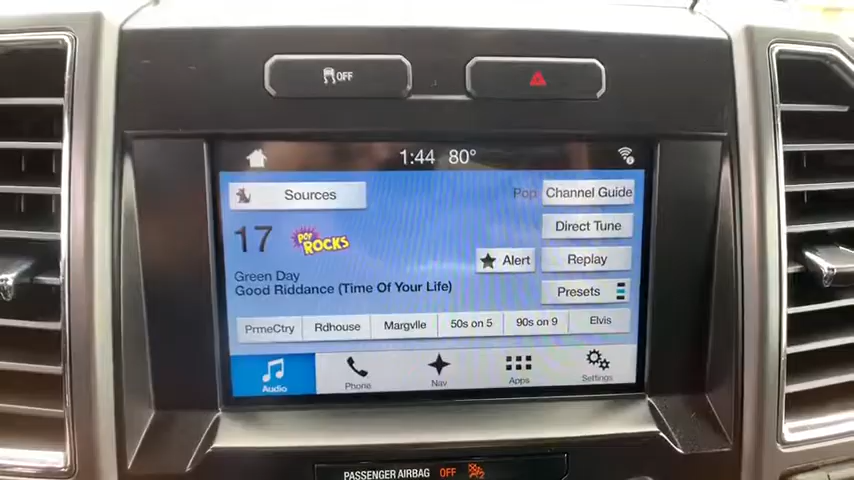 OFF
1:44 80°
Sources
Pop
Channel Guide
17
POP ROCKS
Direct Tune
Alert
Replay
Green Day
Good Riddance (Time Of Your Life)
Presets
PrmeCtry
Rdhouse
Margvlle
50s on 5
90s on 9
Elvis
Audio
Phone
Nav
Apps
Settings
PASSENGER AIRBAG OFF